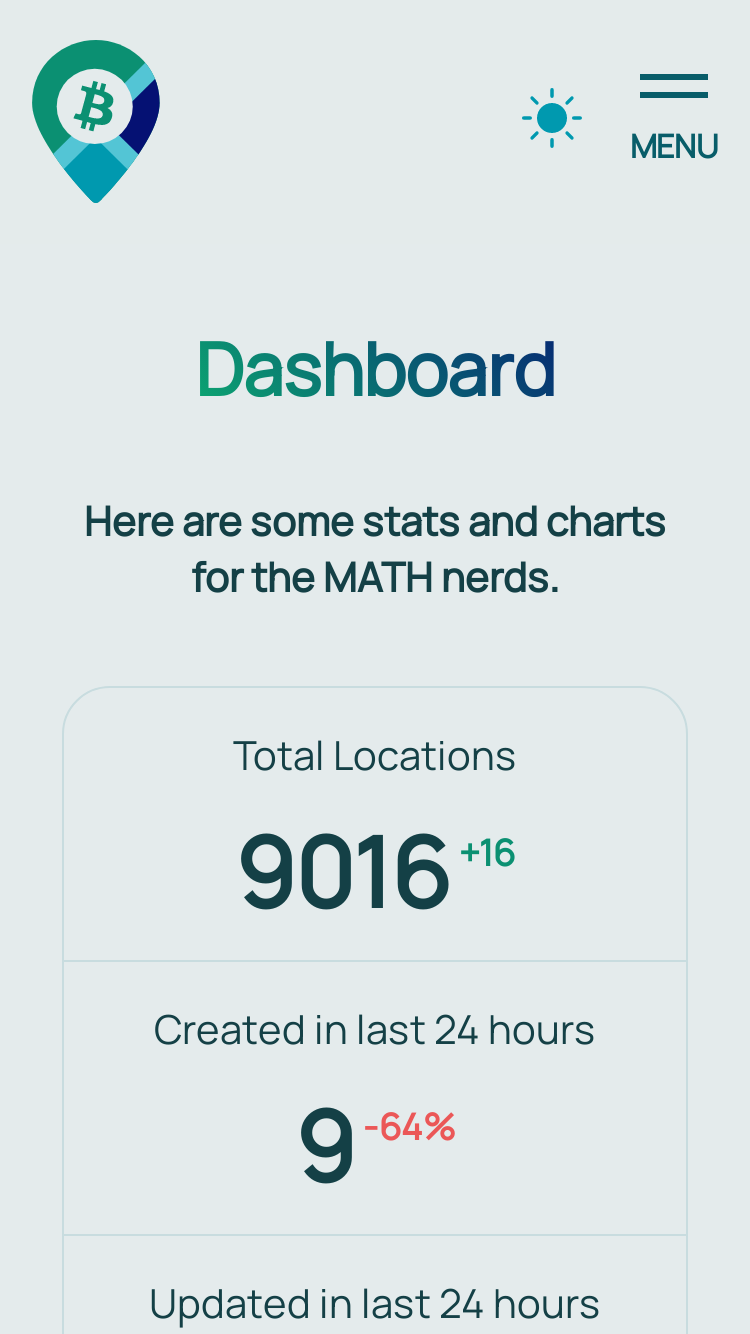 MENU
Dashboard
Here are some stats and charts
for the MATH nerds.
Total Locations
9016 +16
Created in last 24 hours
9 -64%
Updated in last 24 hours